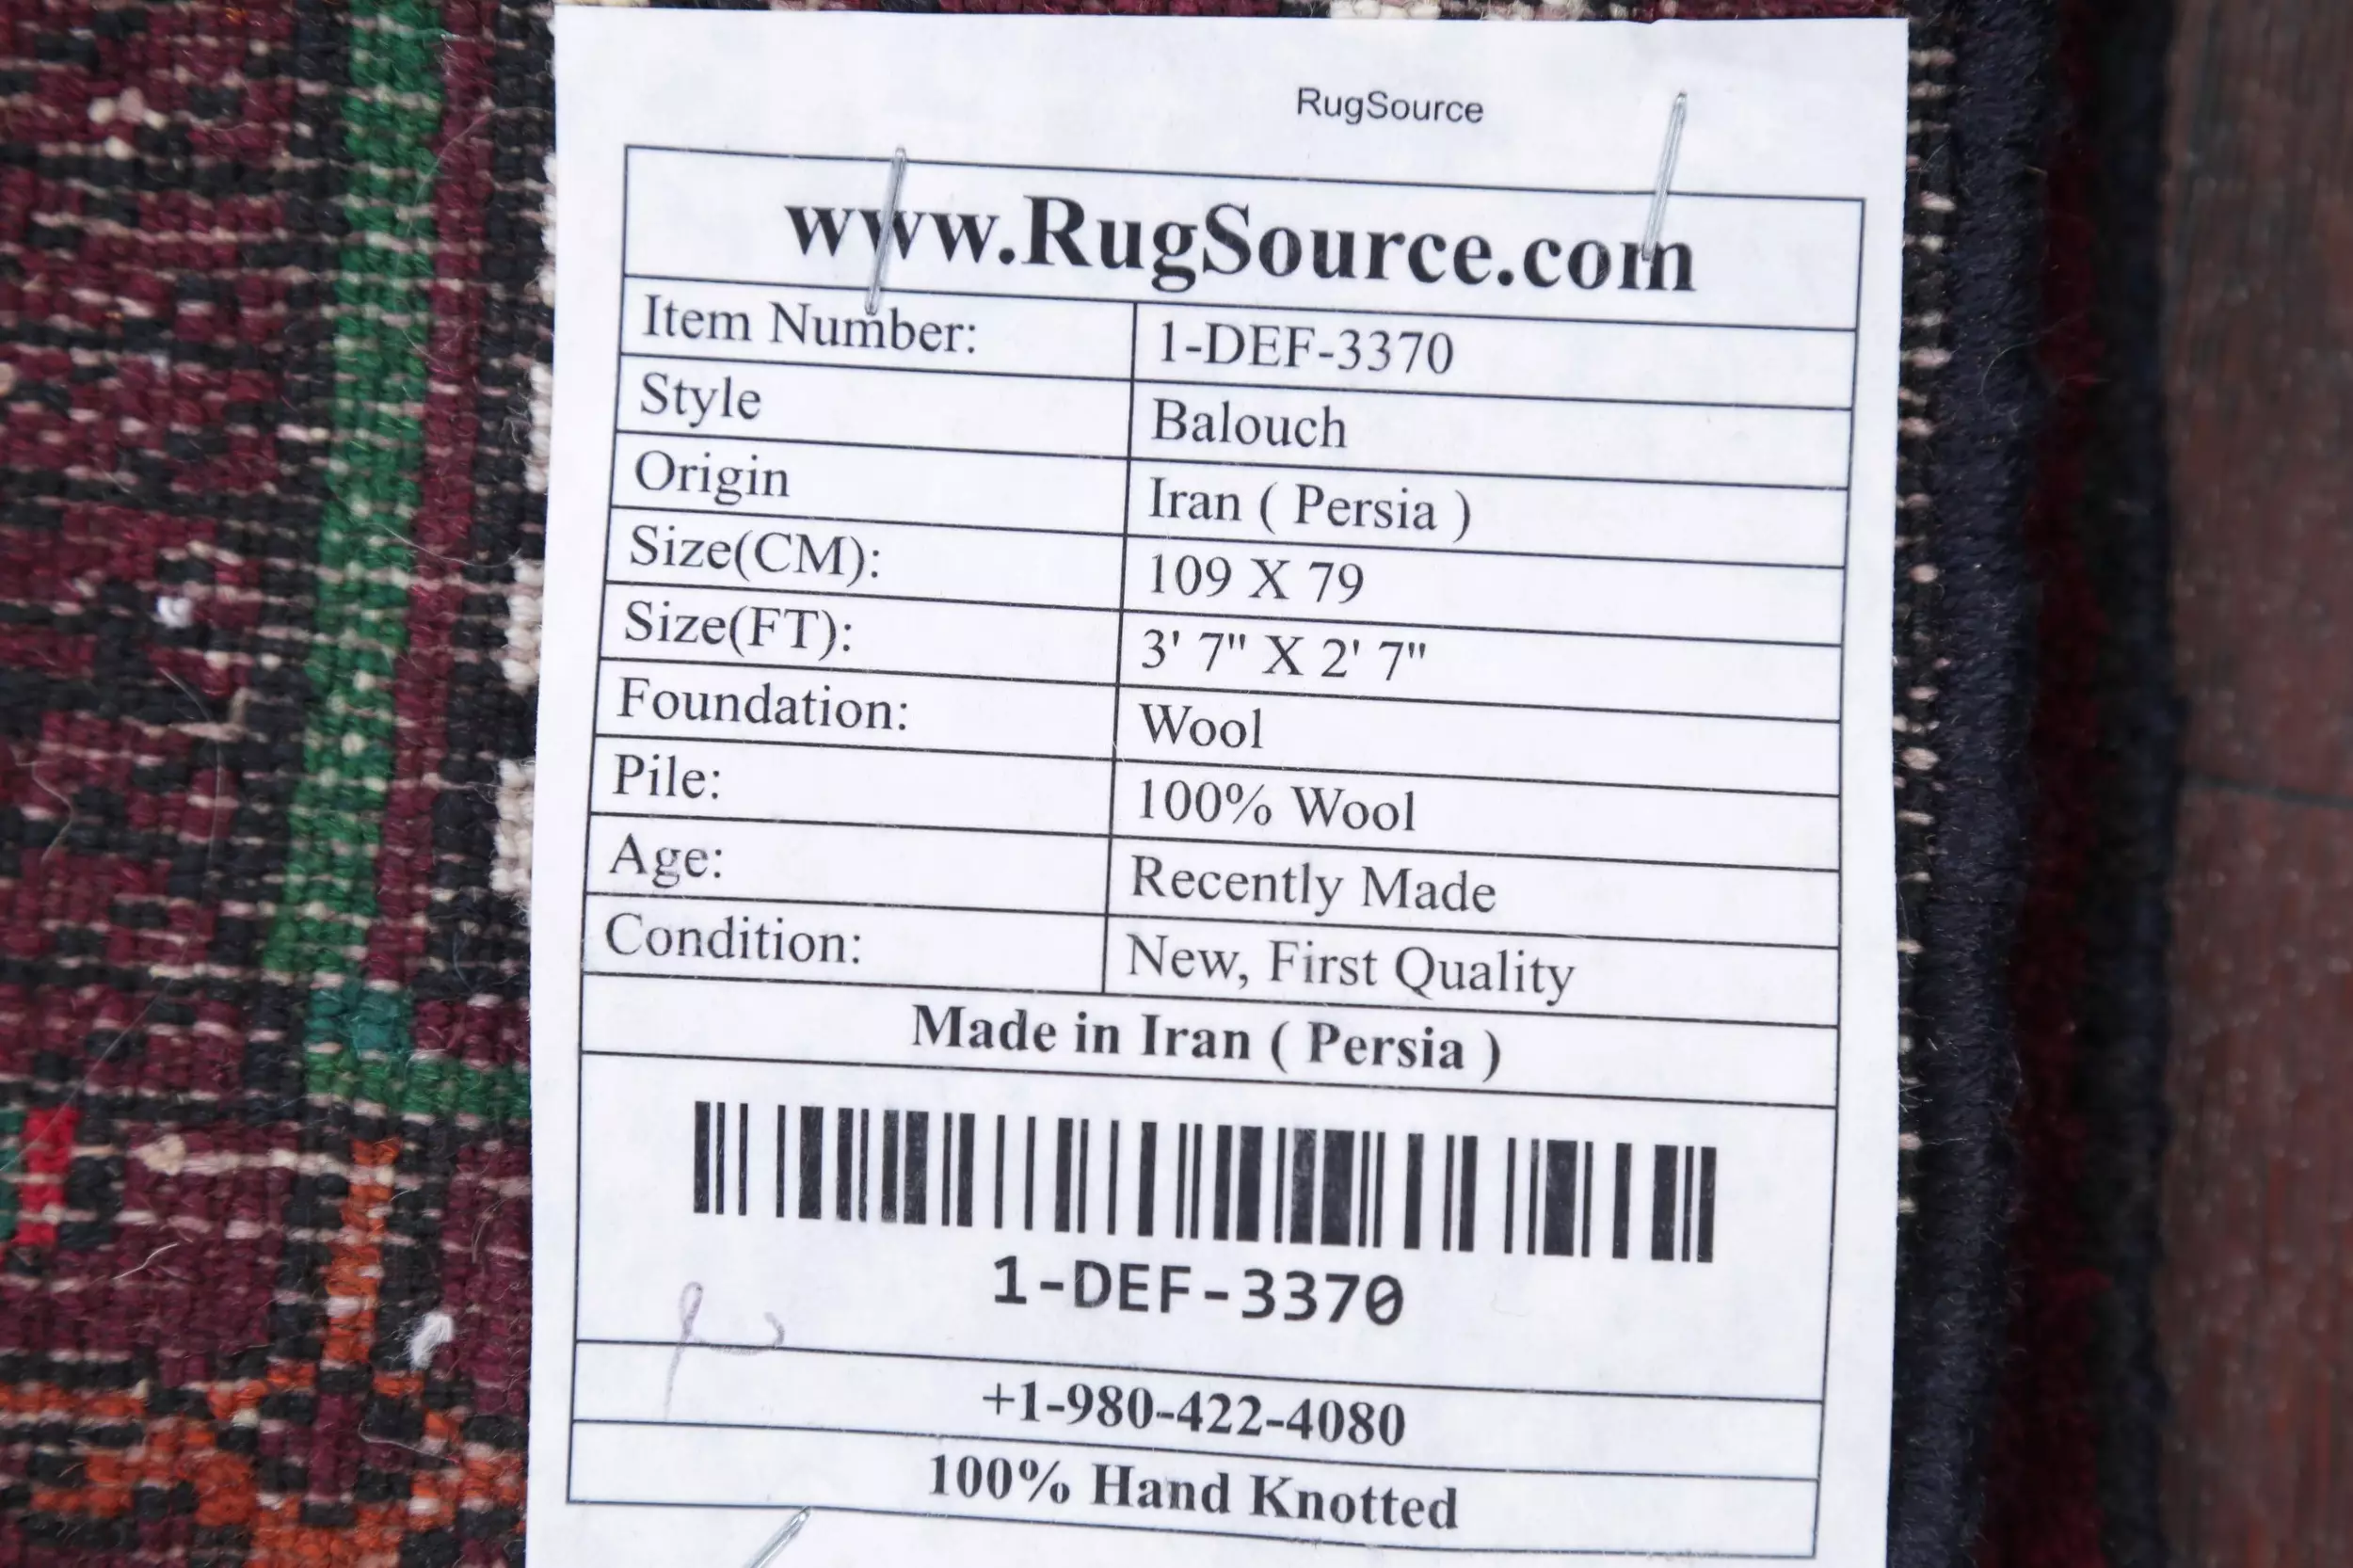 RugSource
www.RugSource.com
Item Number: 1-DEF-3370
Style Balouch
Origin Iran ( Persia )
Size(CM): 109 X 79
Size(FT): 3' 7" X 2' 7"
Foundation: Wool
Pile: 100% Wool
Age: Recently Made
Condition: New, First Quality
Made in Iran ( Persia )
1-DEF-3370
+1-980-422-4080
100% Hand Knotted